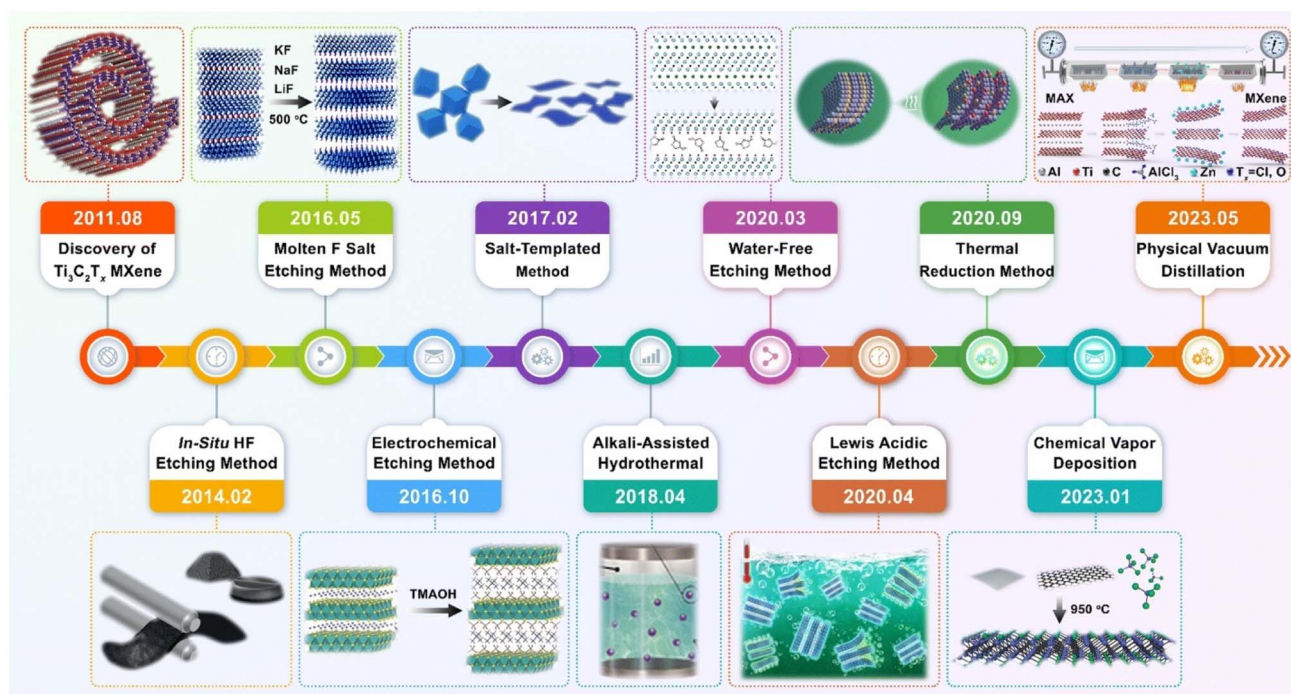 KF
NaF
LiF
500 °C
MAX
MXene
Al Ti C AlCl₃ Zn Tₓ=Cl, O
2011.08
Discovery of
Ti₃C₂Tₓ MXene
2016.05
Molten F Salt
Etching Method
2017.02
Salt-Templated
Method
2020.03
Water-Free
Etching Method
2020.09
Thermal
Reduction Method
2023.05
Physical Vacuum
Distillation
In-Situ HF
Etching Method
2014.02
Electrochemical
Etching Method
2016.10
Alkali-Assisted
Hydrothermal
2018.04
Lewis Acidic
Etching Method
2020.04
Chemical Vapor
Deposition
2023.01
TMAOH
950 °C